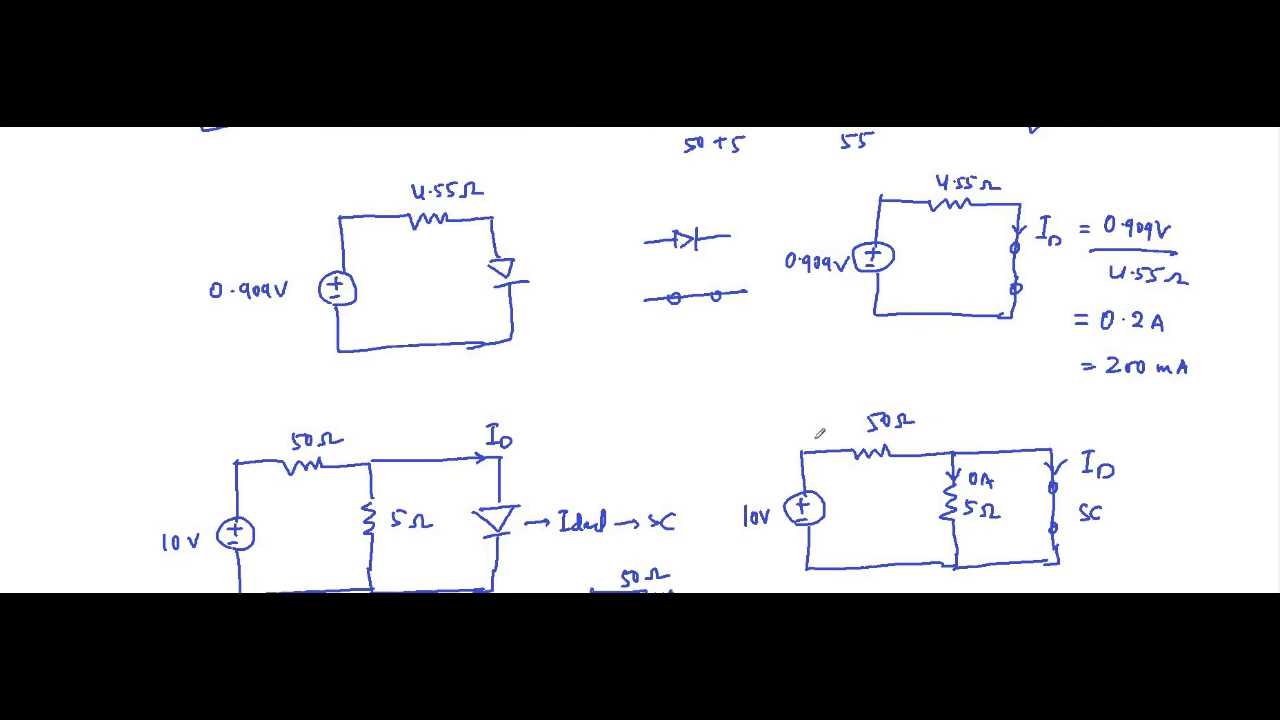 50 + 5
55
4.55Ω
0.909V
4.55Ω
0.909V
I_D = 0.909V
4.55Ω
= 0.2 A
= 200 mA
50Ω
I_D
10 V
5Ω
→ Ideal → SC
50Ω
50Ω
10V
0A
5Ω
I_D
SC